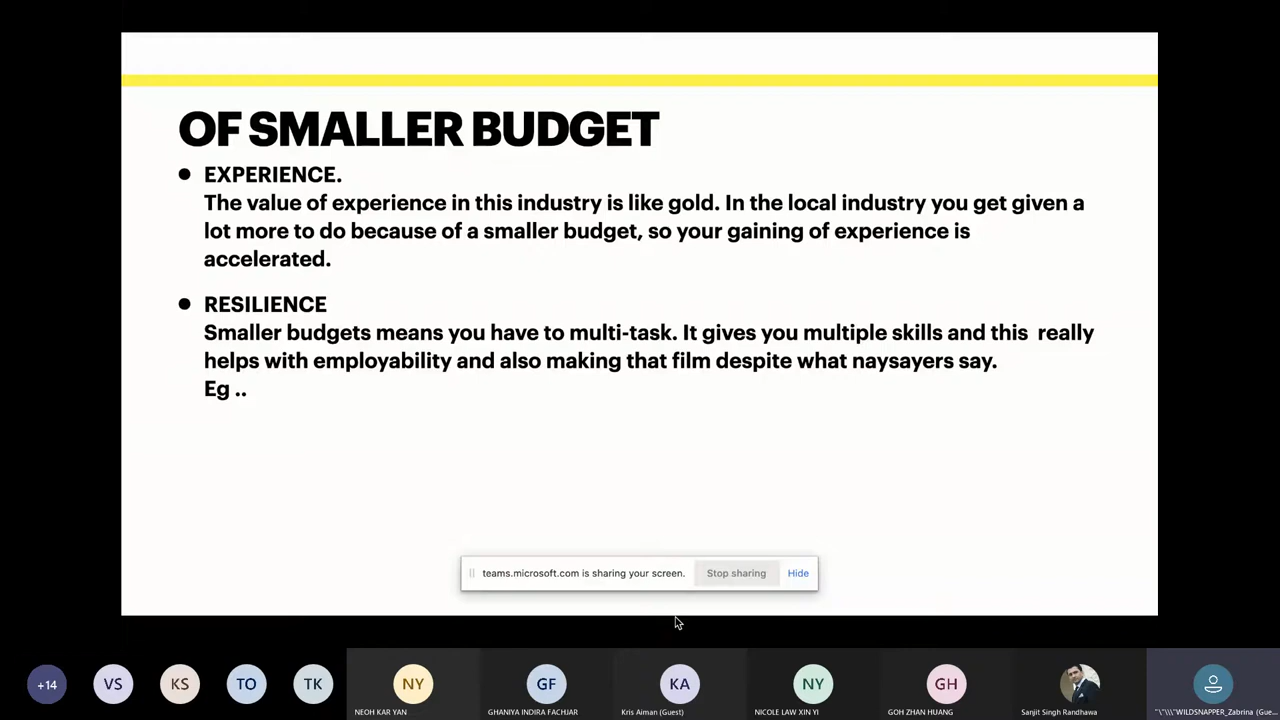 OF SMALLER BUDGET
EXPERIENCE.
The value of experience in this industry is like gold. In the local industry you get given a
lot more to do because of a smaller budget, so your gaining of experience is
accelerated.
RESILIENCE
Smaller budgets means you have to multi-task. It gives you multiple skills and this  really
helps with employability and also making that film despite what naysayers say.
Eg ..
teams.microsoft.com is sharing your screen. Stop sharing Hide
+14 VS KS TO TK NY GF KA NY GH
NEOH KAR YAN GHANIYA INDIRA FACHJAR Kris Aiman (Guest) NICOLE LAW XIN YI GOH ZHAN HUANG Sanjit Singh Randhawa "\"\\\"WILDSNAPPER_Zabrina (Gue...